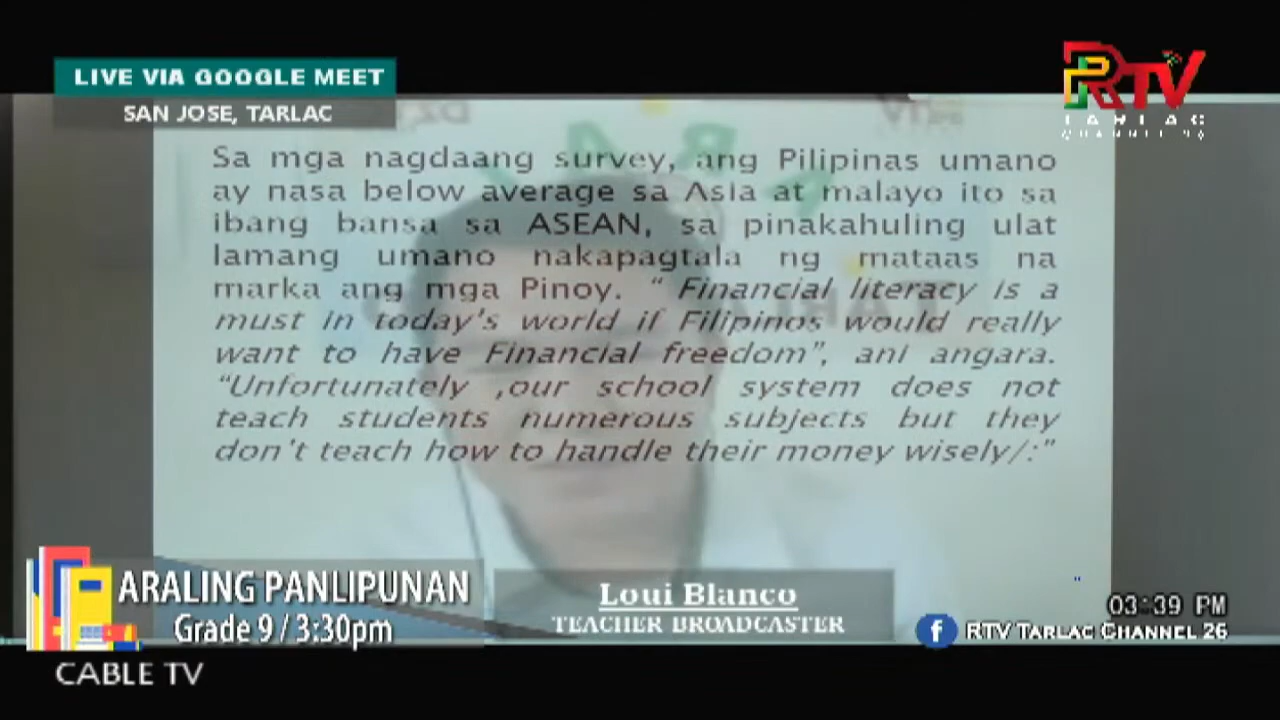 LIVE VIA GOOGLE MEET
SAN JOSE, TARLAC
RTV
TARLAC
Sa mga nagdaang survey, ang Pilipinas umano
ay nasa below average sa Asia at malayo ito sa
ibang bansa sa ASEAN, sa pinakahuling ulat
lamang umano nakapagtala ng mataas na
marka ang mga Pinoy. " Financial literacy is a
must in today's world if Filipinos would really
want to have Financial freedom", ani angara.
"Unfortunately ,our school system does not
teach students numerous subjects but they
don't teach how to handle their money wisely/:"
ARALING PANLIPUNAN
Grade 9 / 3:30pm
Loui Blanco
TEACHER BROADCASTER
03:39 PM
RTV TARLAC CHANNEL 26
CABLE TV